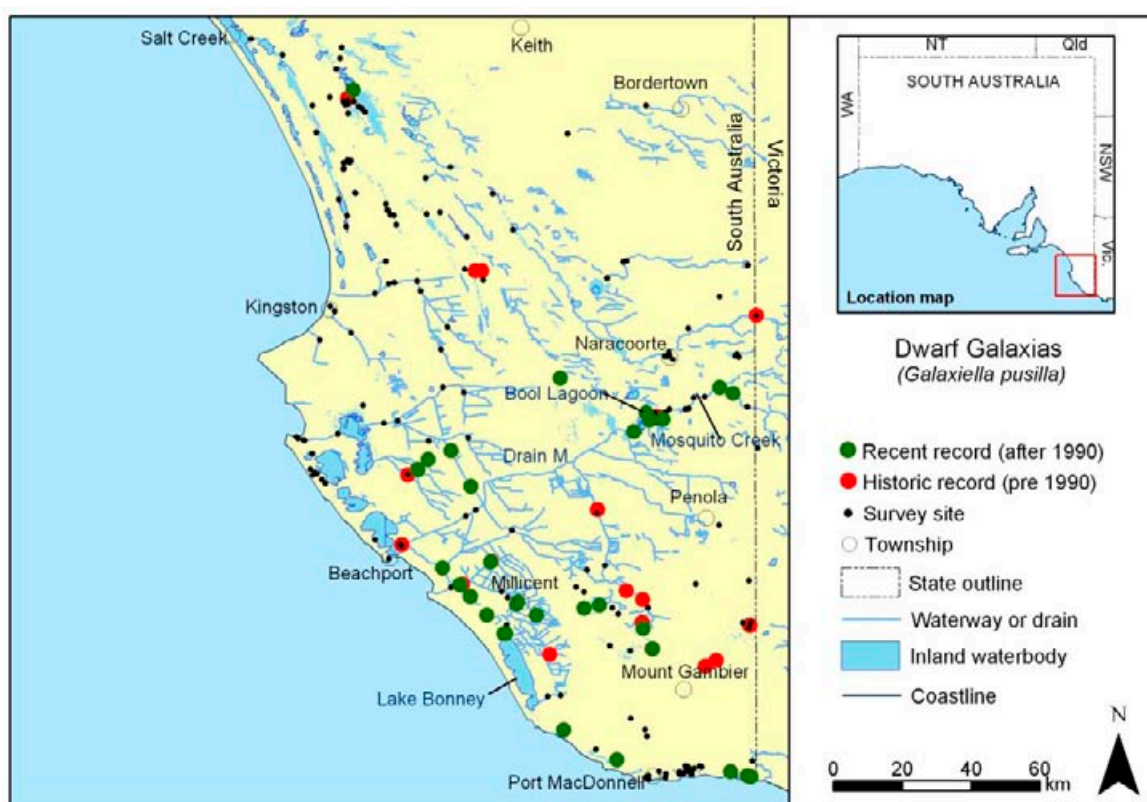 Salt Creek
Keith
Bordertown
South Australia
Victoria
Kingston
Naracoorte
Bool Lagoon
Mosquito Creek
Drain M
Penola
Beachport
Millicent
Mount Gambier
Lake Bonney
Port MacDonnell
NT
Qld
SOUTH AUSTRALIA
WA
NSW
Vic.
Location map
Dwarf Galaxias
(Galaxiella pusilla)
Recent record (after 1990)
Historic record (pre 1990)
Survey site
Township
State outline
Waterway or drain
Inland waterbody
Coastline
N
0 20 40 60
km